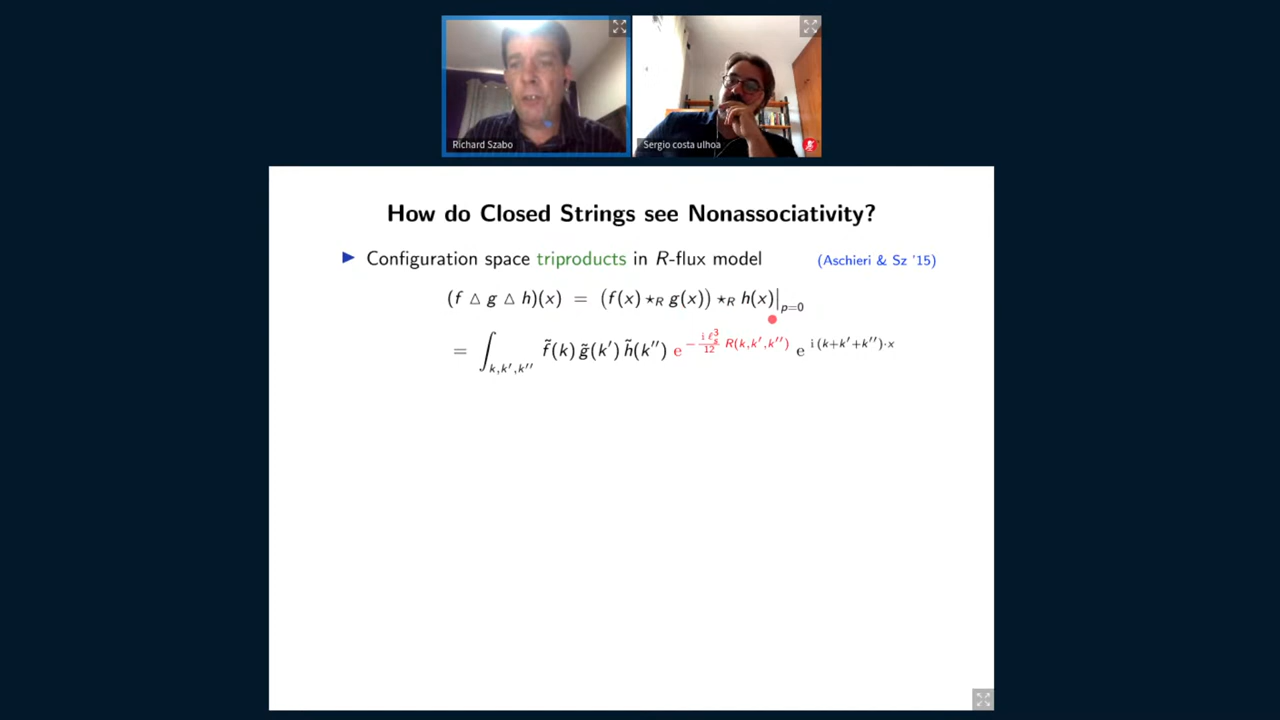 Richard Szabo
Sergio costa ulhoa
How do Closed Strings see Nonassociativity?
▶ Configuration space triproducts in R-flux model (Aschieri & Sz '15)
(f △ g △ h)(x) = (f(x) ⋆_R g(x)) ⋆_R h(x)|_{p=0}
= ∫_{k,k′,k″} f̃(k) g̃(k′) h̃(k″) e^{− (i ℓ_s^3 / 12) R(k,k′,k″)} e^{i (k+k′+k″)·x}